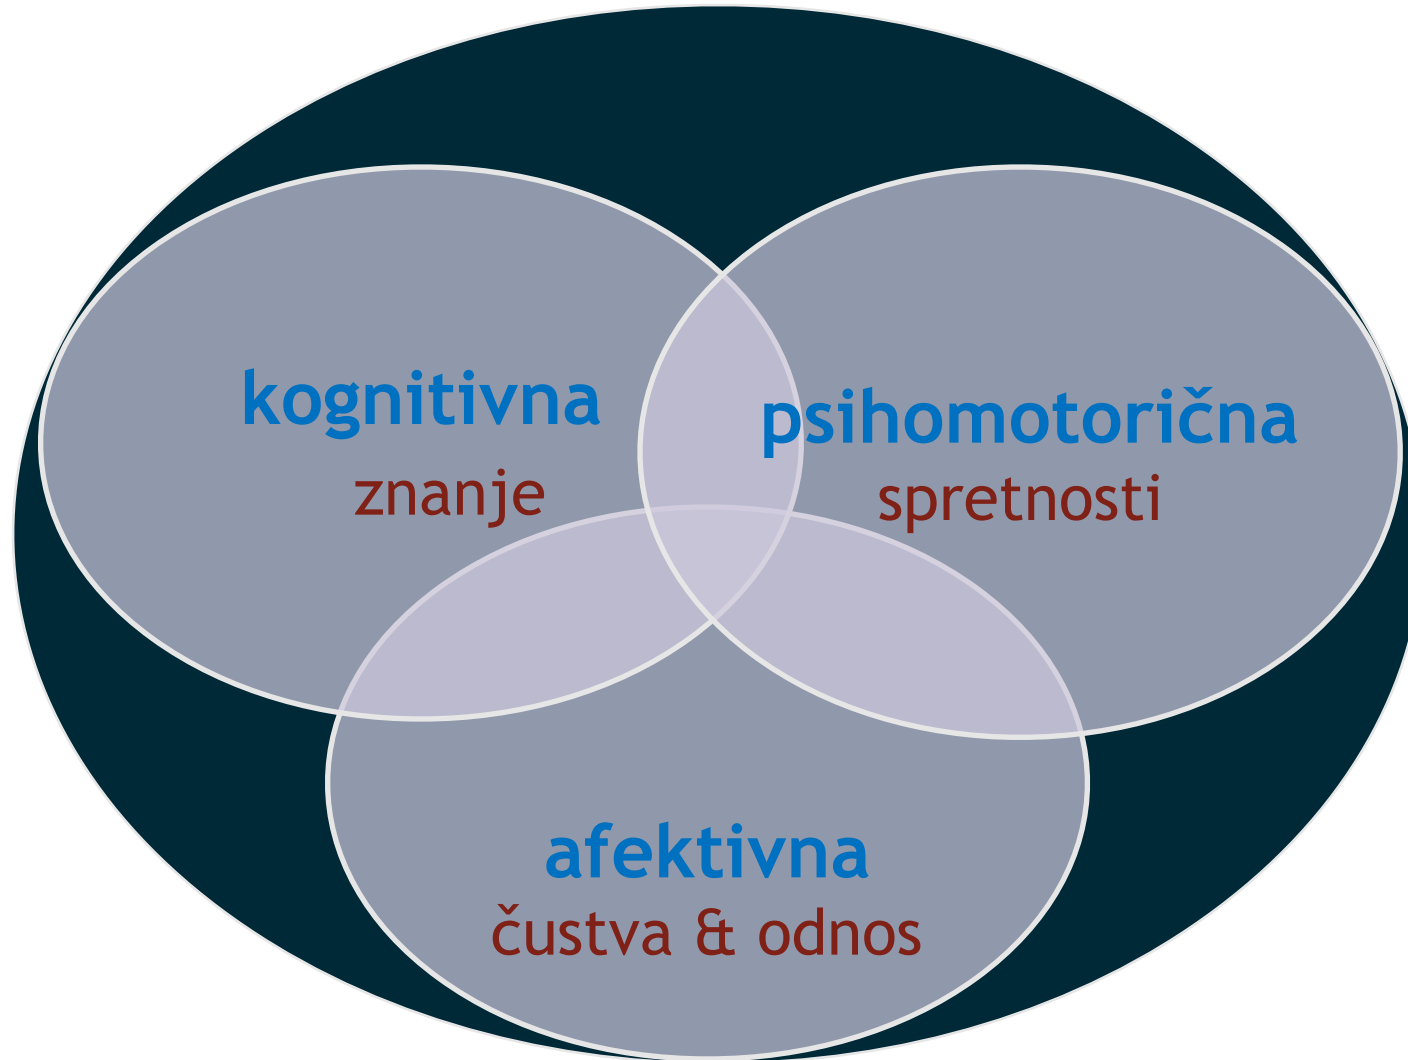 kognitivna
znanje
psihomotorična
spretnosti
afektivna
čustva & odnos